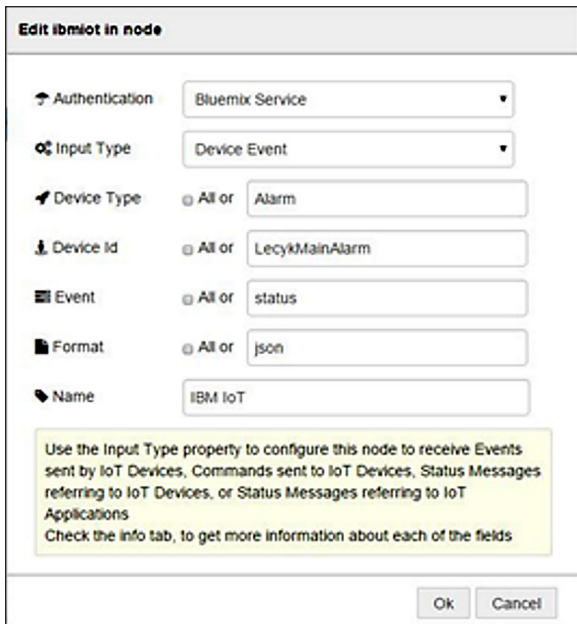 Edit ibmiot in node
Authentication Bluemix Service
Input Type Device Event
Device Type All or Alarm
Device Id All or LecykMainAlarm
Event All or status
Format All or json
Name IBM IoT
Use the Input Type property to configure this node to receive Events
sent by IoT Devices, Commands sent to IoT Devices, Status Messages
referring to IoT Devices, or Status Messages referring to IoT
Applications
Check the info tab, to get more information about each of the fields
Ok Cancel